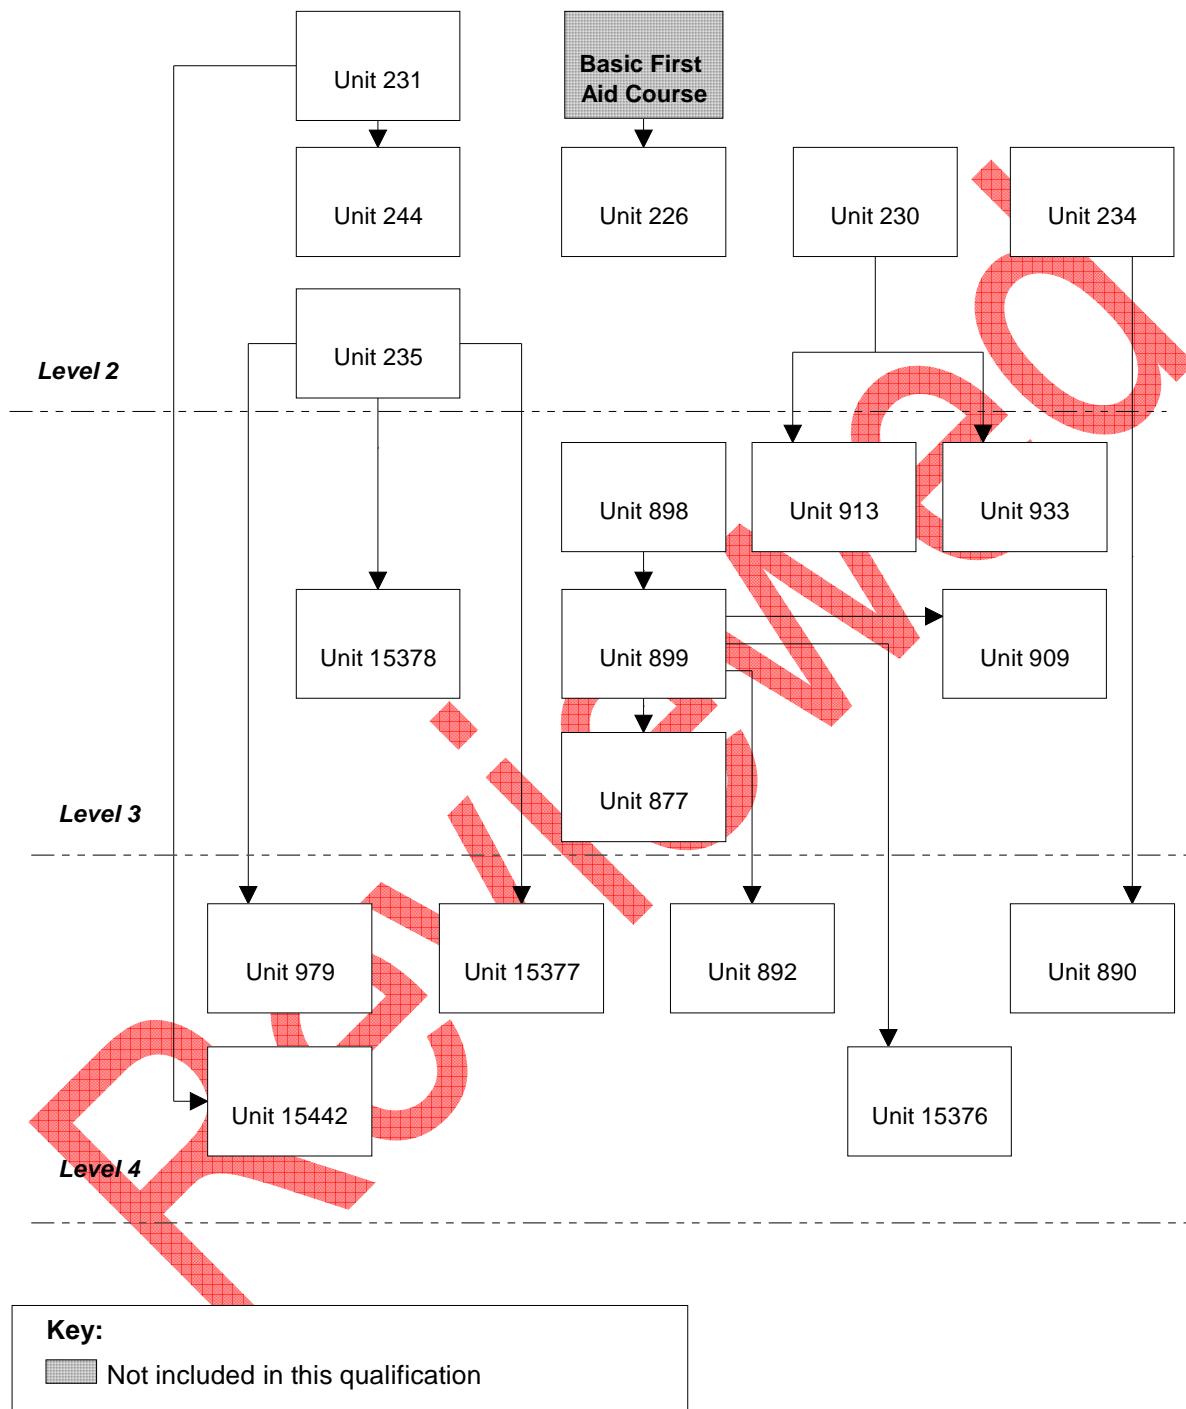 Unit 231
Basic First
Aid Course
Unit 244
Unit 226
Unit 230
Unit 234
Unit 235
Level 2
Unit 898
Unit 913
Unit 933
Unit 15378
Unit 899
Unit 909
Unit 877
Level 3
Unit 979
Unit 15377
Unit 892
Unit 890
Unit 15442
Unit 15376
Level 4
Reviewed
Key:
Not included in this qualification